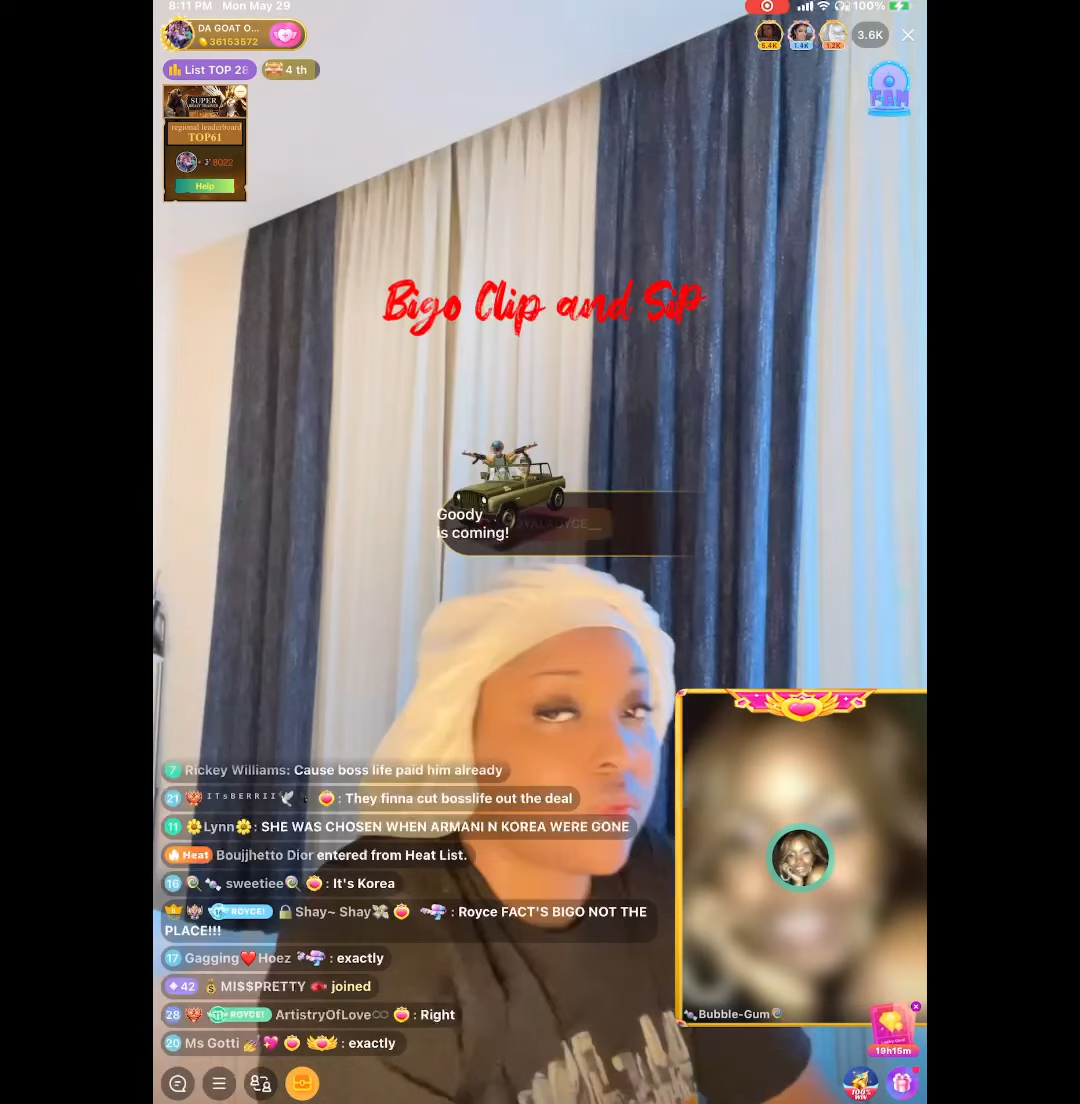 8:11 PM Mon May 29
100%
DA GOAT O...
36153572
5.4K
1.4K
1.2K
3.6K
List TOP 28
4 th
FAM
SUPER
regional leaderboard
TOP61
8022
Help
Bigo Clip and Sip
Goody
is coming!
7 Rickey Williams: Cause boss life paid him already
21 ITsBERRII : They finna cut bosslife out the deal
11 🌼Lynn🌼: SHE WAS CHOSEN WHEN ARMANI N KOREA WERE GONE
Heat Boujjhetto Dior entered from Heat List.
16 🍭🍬 sweetiee🍭 : It's Korea
ROYCE! 🔒Shay~ Shay💸 : Royce FACT'S BIGO NOT THE
PLACE!!!
17 Gagging❤️Hoez : exactly
42 💰 MI$$PRETTY joined
28 ROYCE! ArtistryOfLove♾ : Right
20 Ms Gotti 💅💖 : exactly
🍬Bubble-Gum🍭
19h15m
100%
WIN